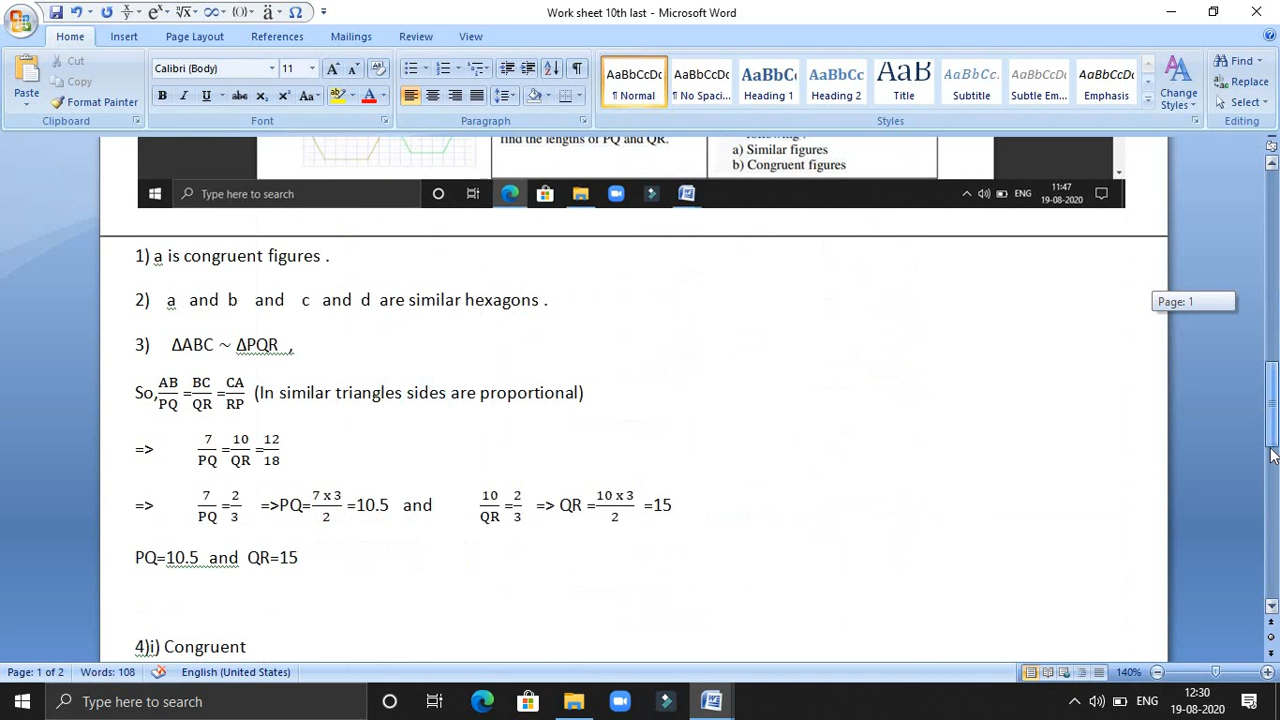 Work sheet 10th last - Microsoft Word
Home Insert Page Layout References Mailings Review View
Paste Cut Copy Format Painter Clipboard
Calibri (Body) 11 Font
Paragraph
AaBbCcDc ¶ Normal
AaBbCcDc ¶ No Spaci...
AaBbCc Heading 1
AaBbCc Heading 2
AaB Title
AaBbCc. Subtitle
AaBbCcDc Subtle Em...
AaBbCcDc Emphasis
Styles
Change Styles
Find
Replace
Select
Editing
find the lengths of PQ and QR.
a) Similar figures
b) Congruent figures
Type here to search ENG 11:47
19-08-2020
1) a is congruent figures .
2) a and b and c and d are similar hexagons .
3) ΔABC ~ ΔPQR ,
So, AB/PQ = BC/QR = CA/RP (In similar triangles sides are proportional)
=> 7/PQ = 10/QR = 12/18
=> 7/PQ = 2/3 =>PQ= 7 x 3/2 =10.5 and 10/QR = 2/3 => QR = 10 x 3/2 =15
PQ=10.5 and QR=15
4)i) Congruent
Page: 1
Page: 1 of 2 Words: 108 English (United States) 140%
Type here to search ENG 12:30
19-08-2020